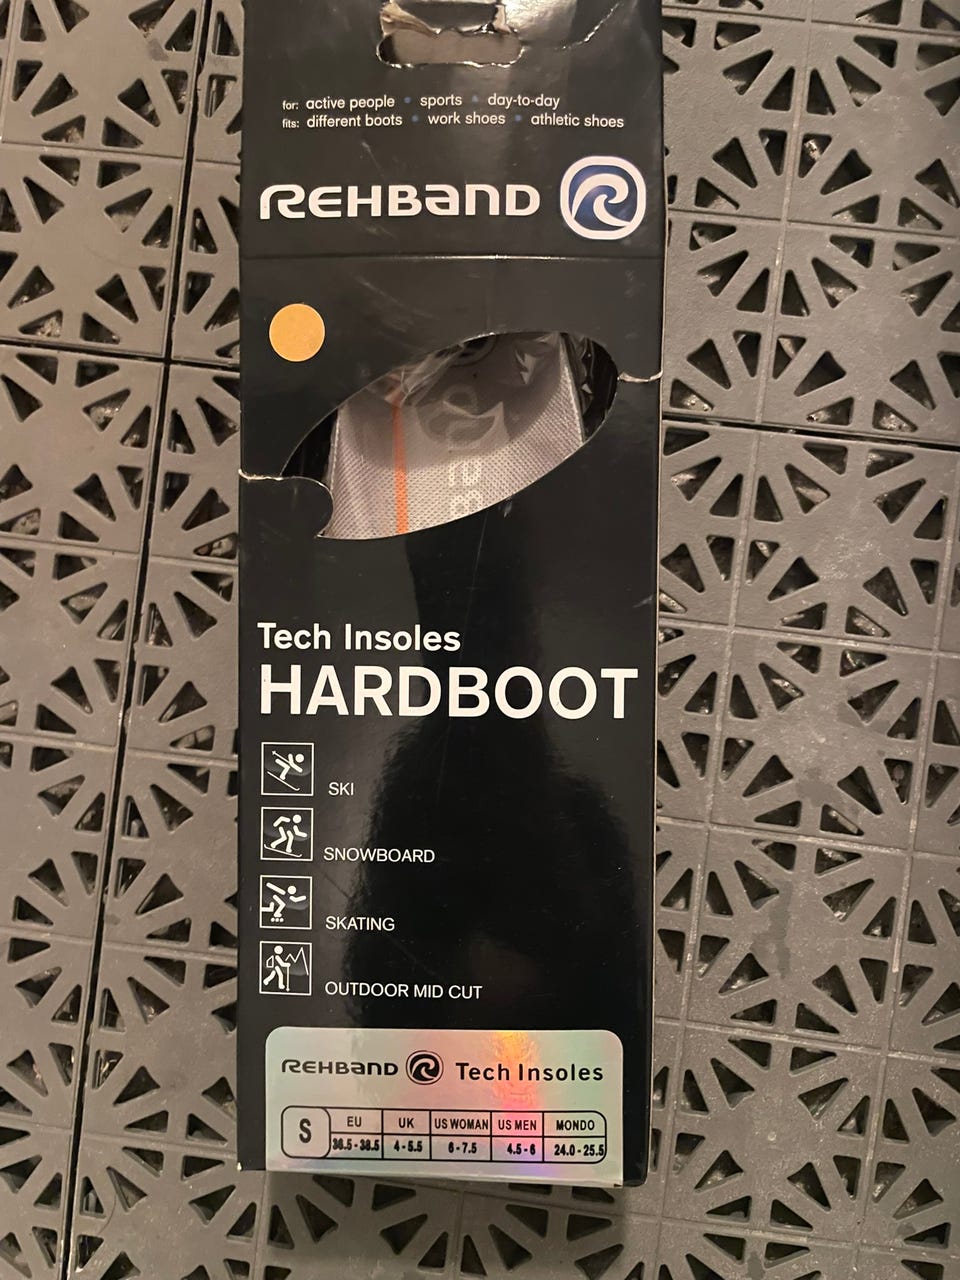 for: active people • sports • day-to-day
fits: different boots • work shoes • athletic shoes
REHBAND
Tech Insoles
HARDBOOT
SKI
SNOWBOARD
SKATING
OUTDOOR MID CUT
REHBAND Tech Insoles
S EU UK US WOMAN US MEN MONDO
36.5-38.5 4-5.5 6-7.5 4.5-6 24.0-25.5